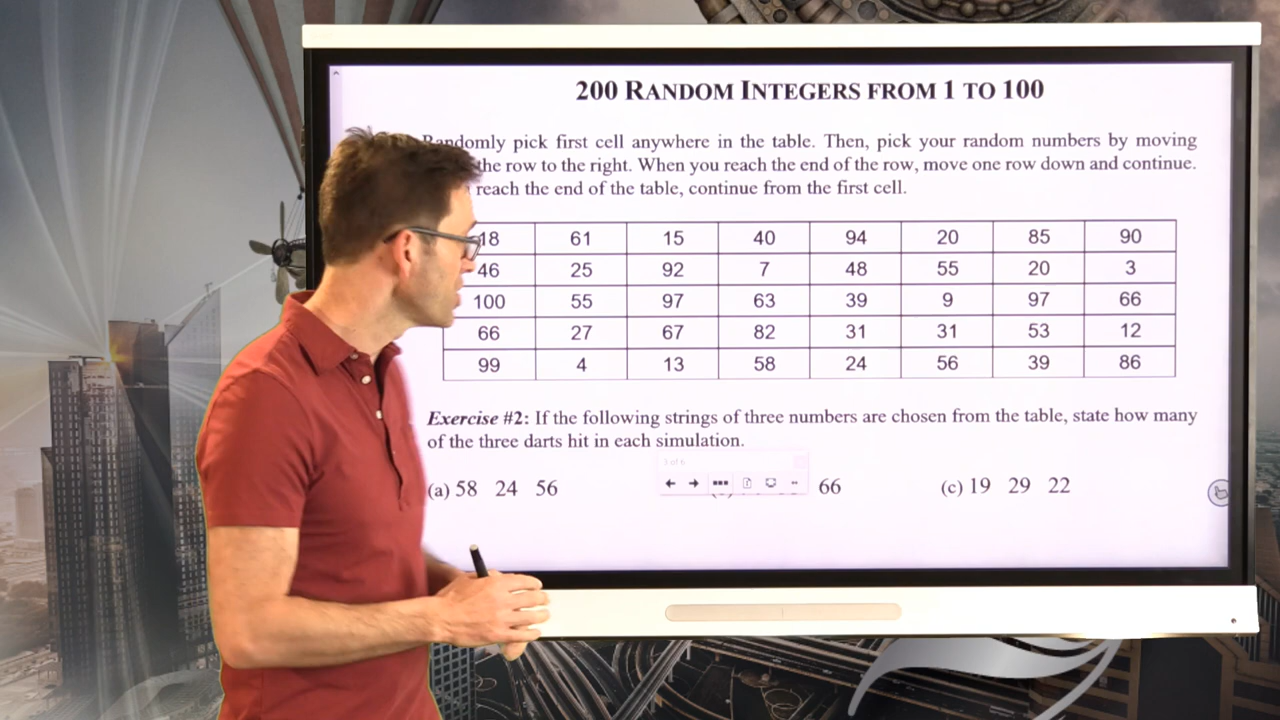 200 RANDOM INTEGERS FROM 1 TO 100
Randomly pick first cell anywhere in the table. Then, pick your random numbers by moving
the row to the right. When you reach the end of the row, move one row down and continue.
reach the end of the table, continue from the first cell.
18 61 15 40 94 20 85 90
46 25 92 7 48 55 20 3
100 55 97 63 39 9 97 66
66 27 67 82 31 31 53 12
99 4 13 58 24 56 39 86
Exercise #2: If the following strings of three numbers are chosen from the table, state how many
of the three darts hit in each simulation.
3 of 6
(a) 58 24 56 66 (c) 19 29 22